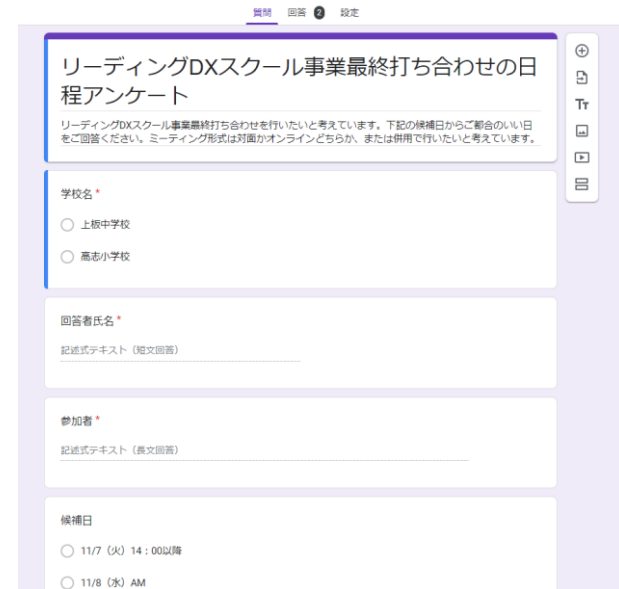 質問 回答 2 設定
リーディングDXスクール事業最終打ち合わせの日
程アンケート
リーディングDXスクール事業最終打ち合わせを行いたいと考えています。下記の候補日からご都合のいい日
をご回答ください。ミーティング形式は対面かオンラインどちらか、または併用で行いたいと考えています。
Tт
学校名 *
上板中学校
高志小学校
回答者氏名 *
記述式テキスト（短文回答）
参加者 *
記述式テキスト（長文回答）
候補日
11/7（火）14：00以降
11/8（水）AM